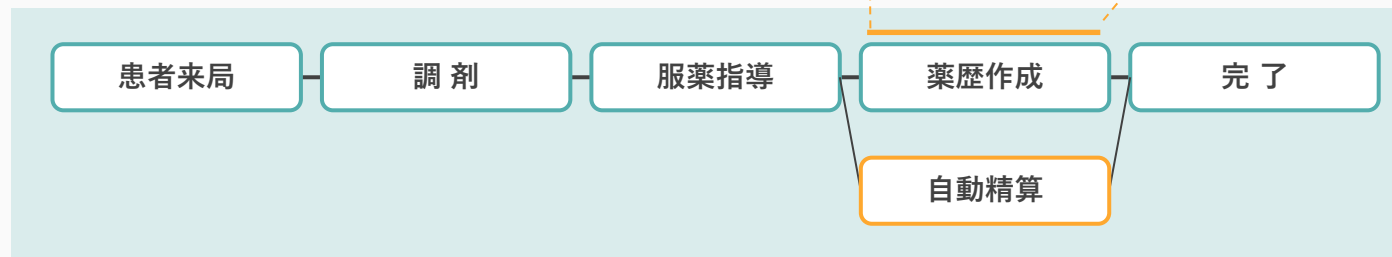 患者来局
調 剤
服薬指導
薬歴作成
完 了
自動精算